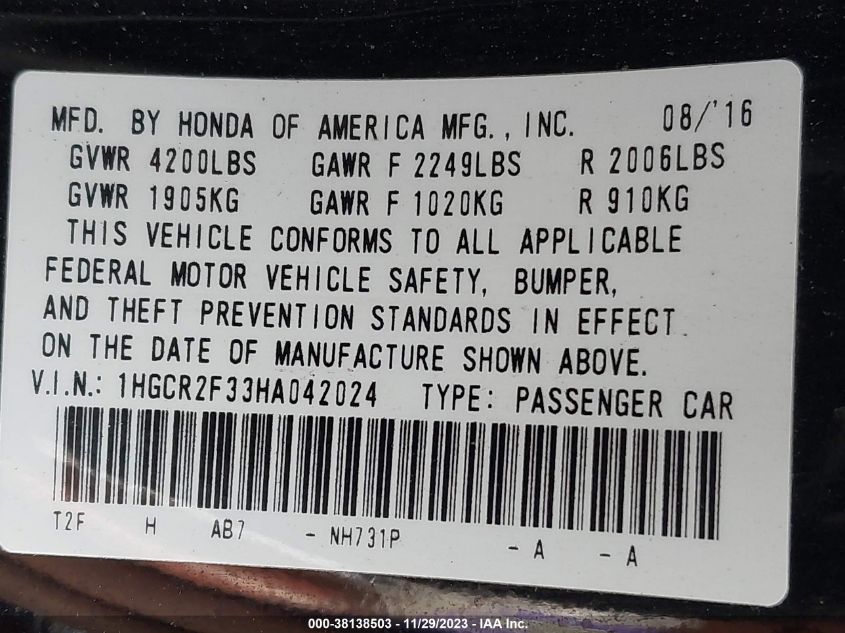 MFD. BY HONDA OF AMERICA MFG., INC. 08/'16
GVWR 4200LBS GAWR F 2249LBS R 2006LBS
GVWR 1905KG GAWR F 1020KG R 910KG
THIS VEHICLE CONFORMS TO ALL APPLICABLE
FEDERAL MOTOR VEHICLE SAFETY, BUMPER,
AND THEFT PREVENTION STANDARDS IN EFFECT
ON THE DATE OF MANUFACTURE SHOWN ABOVE.
V.I.N.: 1HGCR2F33HA042024 TYPE: PASSENGER CAR
T2F H AB7 - NH731P - A - A
000-38138503 - 11/29/2023 - IAA Inc.